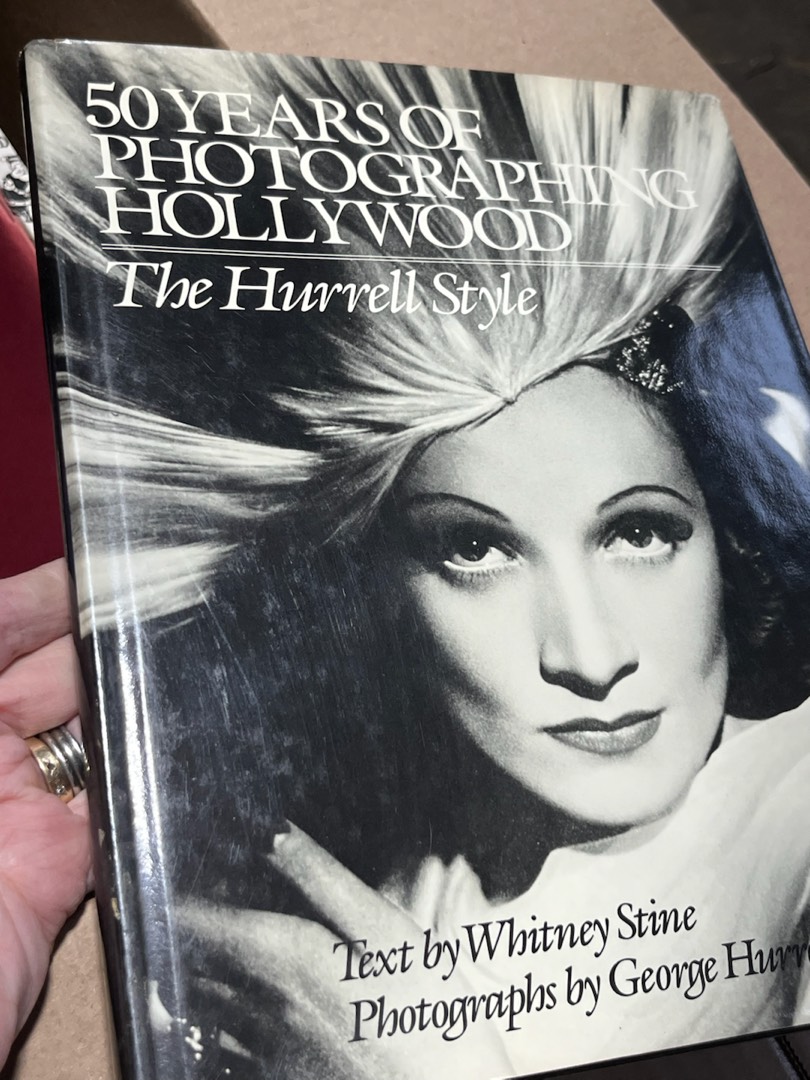 50 YEARS OF
PHOTOGRAPHING
HOLLYWOOD
The Hurrell Style
Text by Whitney Stine
Photographs by George